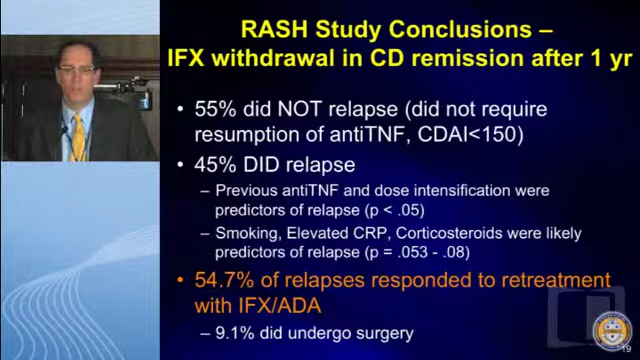 RASH Study Conclusions –
IFX withdrawal in CD remission after 1 yr
• 55% did NOT relapse (did not require
resumption of antiTNF, CDAI<150)
• 45% DID relapse
– Previous antiTNF and dose intensification were
predictors of relapse (p < .05)
– Smoking, Elevated CRP, Corticosteroids were likely
predictors of relapse (p = .053 - .08)
• 54.7% of relapses responded to retreatment
with IFX/ADA
– 9.1% did undergo surgery
19